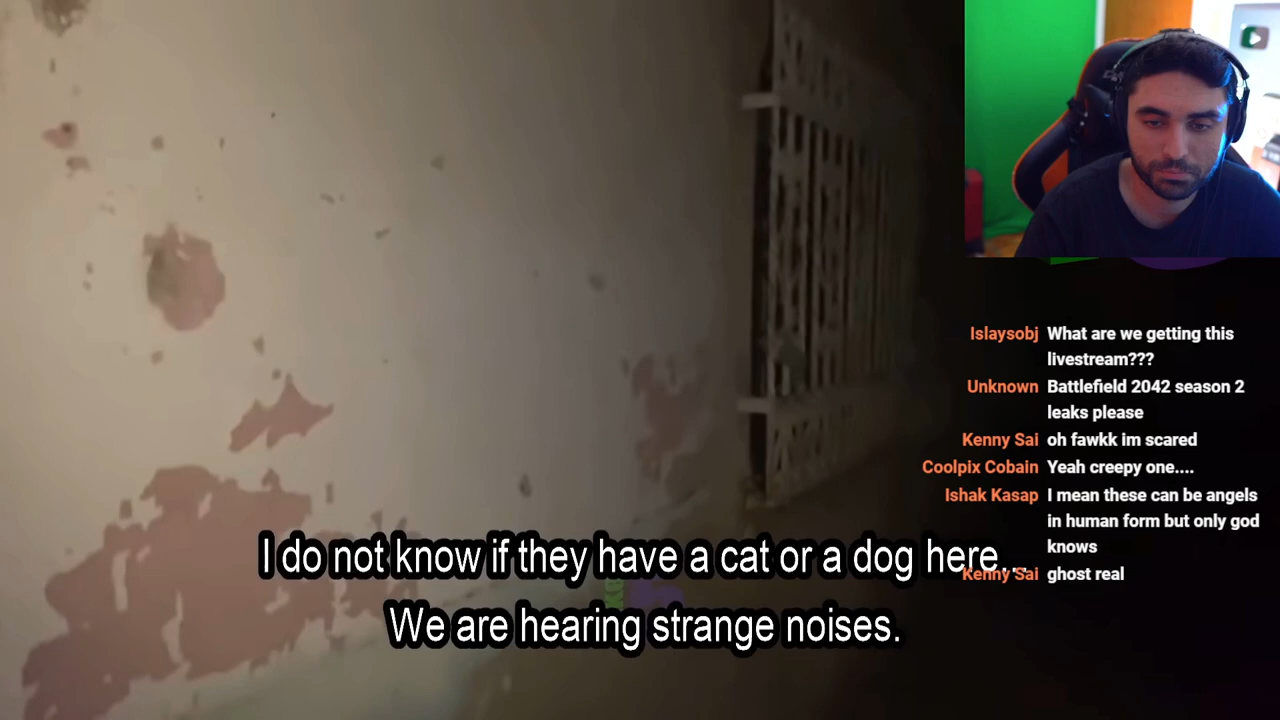 Islaysobj What are we getting this
livestream???
Unknown Battlefield 2042 season 2
leaks please
Kenny Sai oh fawkk im scared
Coolpix Cobain Yeah creepy one....
Ishak Kasap I mean these can be angels
in human form but only god
knows
Kenny Sai ghost real
I do not know if they have a cat or a dog here...
We are hearing strange noises.